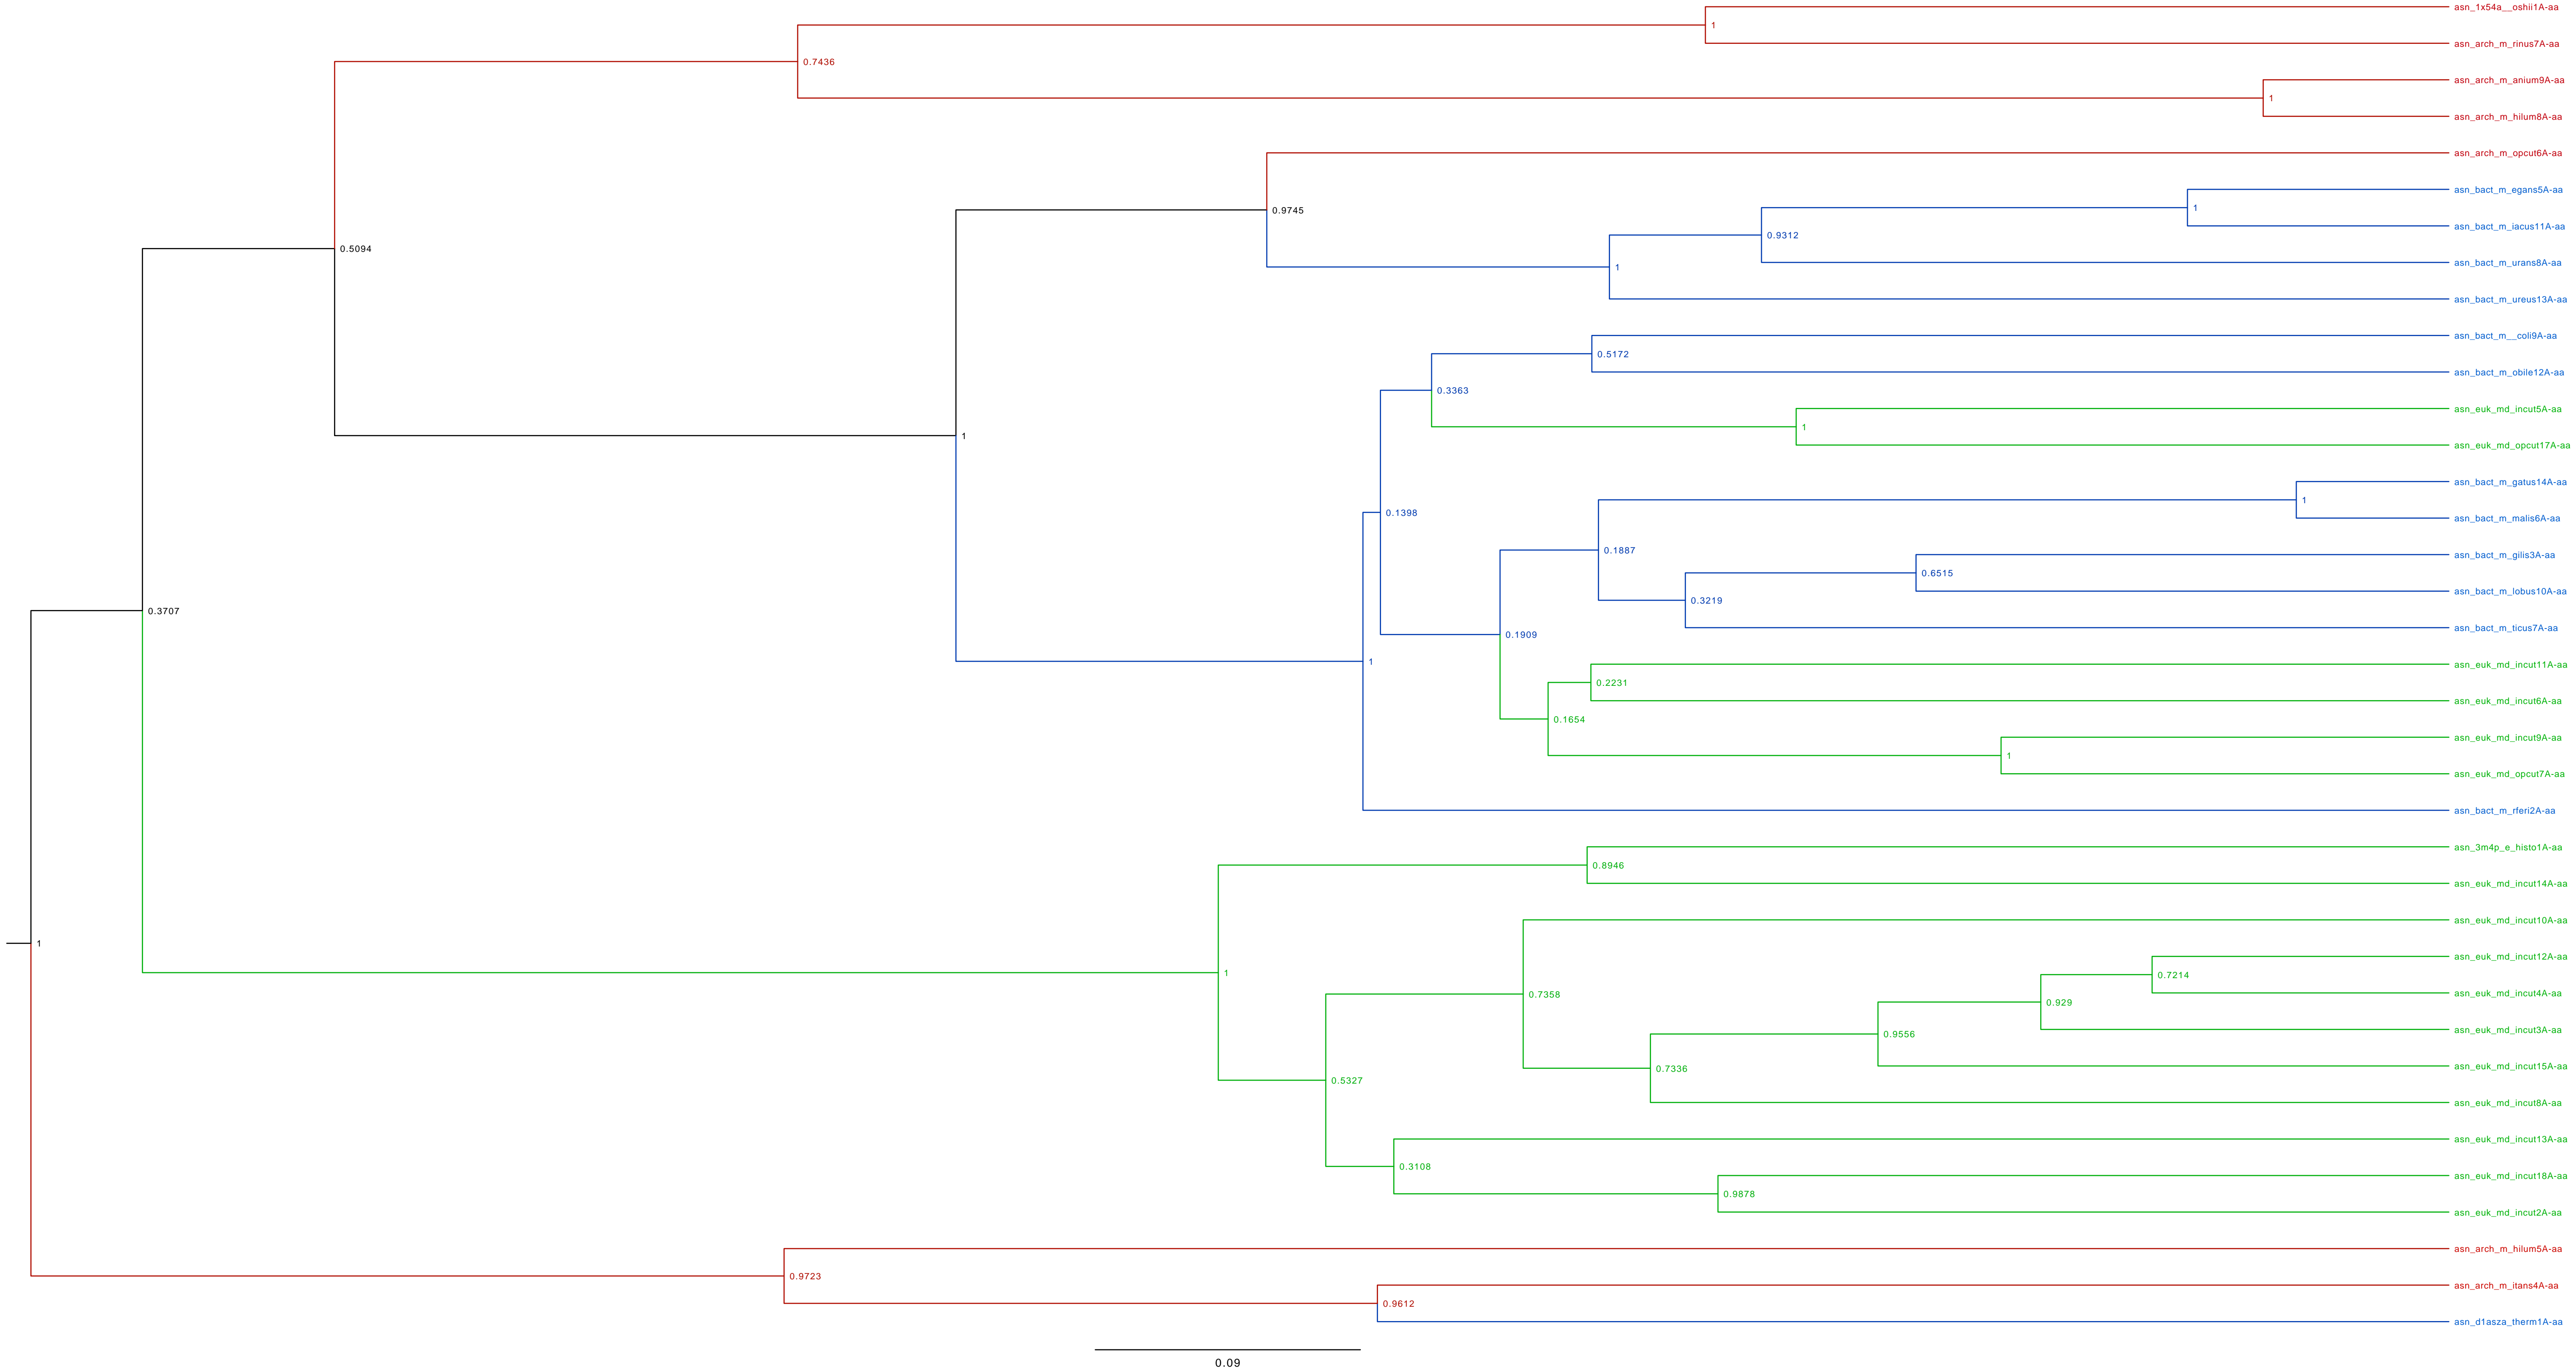 asn_1x54a__oshii1A-aa
1
asn_arch_m_rinus7A-aa
0.7436
asn_arch_m_anium9A-aa
1
asn_arch_m_hilum8A-aa
asn_arch_m_opcut6A-aa
asn_bact_m_egans5A-aa
1
0.9745
asn_bact_m_iacus11A-aa
0.9312
0.5094
asn_bact_m_urans8A-aa
1
asn_bact_m_ureus13A-aa
asn_bact_m__coli9A-aa
0.5172
asn_bact_m_obile12A-aa
0.3363
asn_euk_md_incut5A-aa
1
1
asn_euk_md_opcut17A-aa
asn_bact_m_gatus14A-aa
1
0.1398
asn_bact_m_malis6A-aa
0.1887
asn_bact_m_gilis3A-aa
0.6515
asn_bact_m_lobus10A-aa
0.3219
0.3707
asn_bact_m_ticus7A-aa
0.1909
1
asn_euk_md_incut11A-aa
0.2231
asn_euk_md_incut6A-aa
0.1654
asn_euk_md_incut9A-aa
1
asn_euk_md_opcut7A-aa
asn_bact_m_rferi2A-aa
asn_3m4p_e_histo1A-aa
0.8946
asn_euk_md_incut14A-aa
asn_euk_md_incut10A-aa
1
asn_euk_md_incut12A-aa
1
0.7214
asn_euk_md_incut4A-aa
0.7358
0.929
asn_euk_md_incut3A-aa
0.9556
asn_euk_md_incut15A-aa
0.7336
0.5327
asn_euk_md_incut8A-aa
asn_euk_md_incut13A-aa
0.3108
asn_euk_md_incut18A-aa
0.9878
asn_euk_md_incut2A-aa
asn_arch_m_hilum5A-aa
0.9723
asn_arch_m_itans4A-aa
0.9612
asn_d1asza_therm1A-aa
0.09